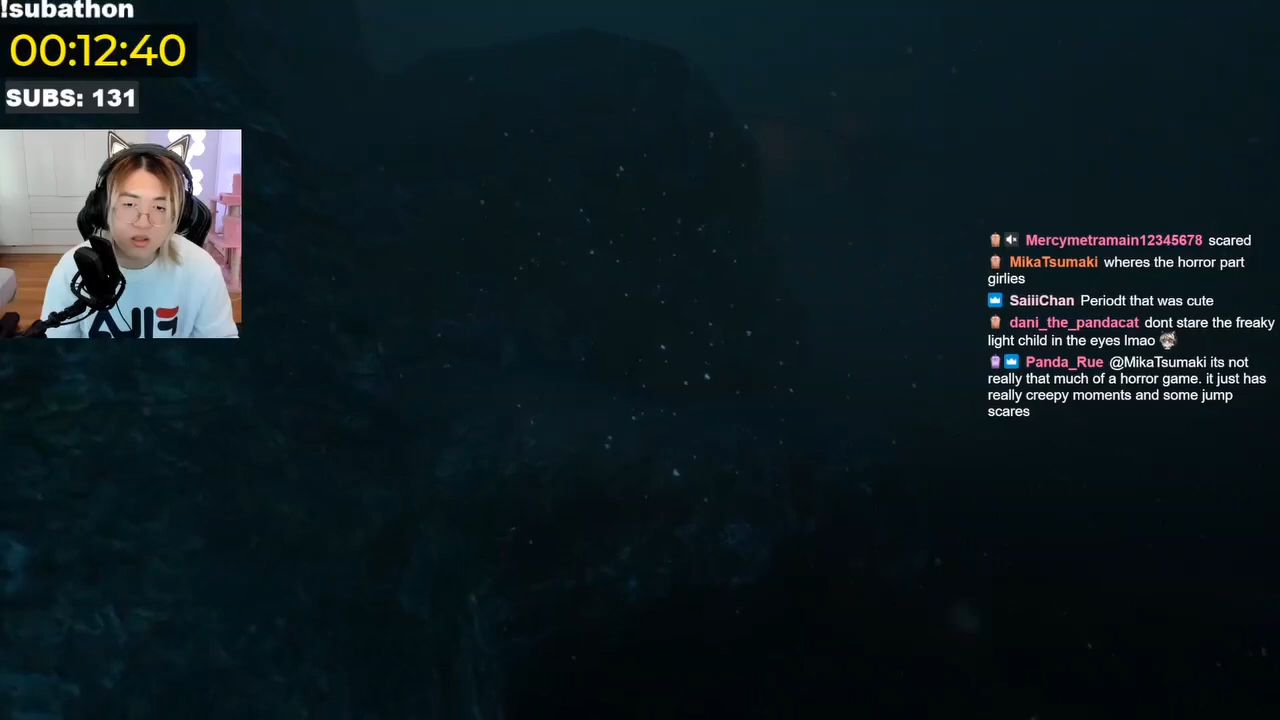 !subathon
00:12:40
SUBS: 131
Mercymetramain12345678 scared
MikaTsumaki wheres the horror part
girlies
SaiiiChan Periodt that was cute
dani_the_pandacat dont stare the freaky
light child in the eyes lmao
Panda_Rue @MikaTsumaki its not
really that much of a horror game. it just has
really creepy moments and some jump
scares